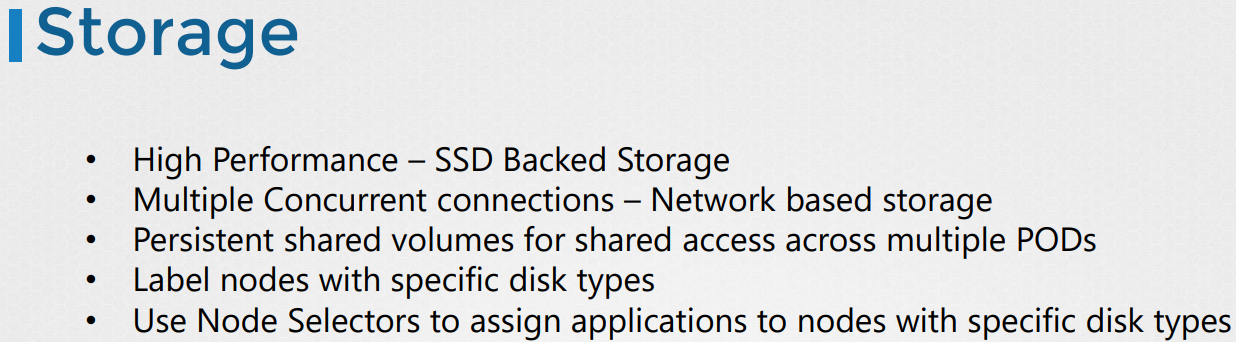 Storage
• High Performance – SSD Backed Storage
• Multiple Concurrent connections – Network based storage
• Persistent shared volumes for shared access across multiple PODs
• Label nodes with specific disk types
• Use Node Selectors to assign applications to nodes with specific disk types